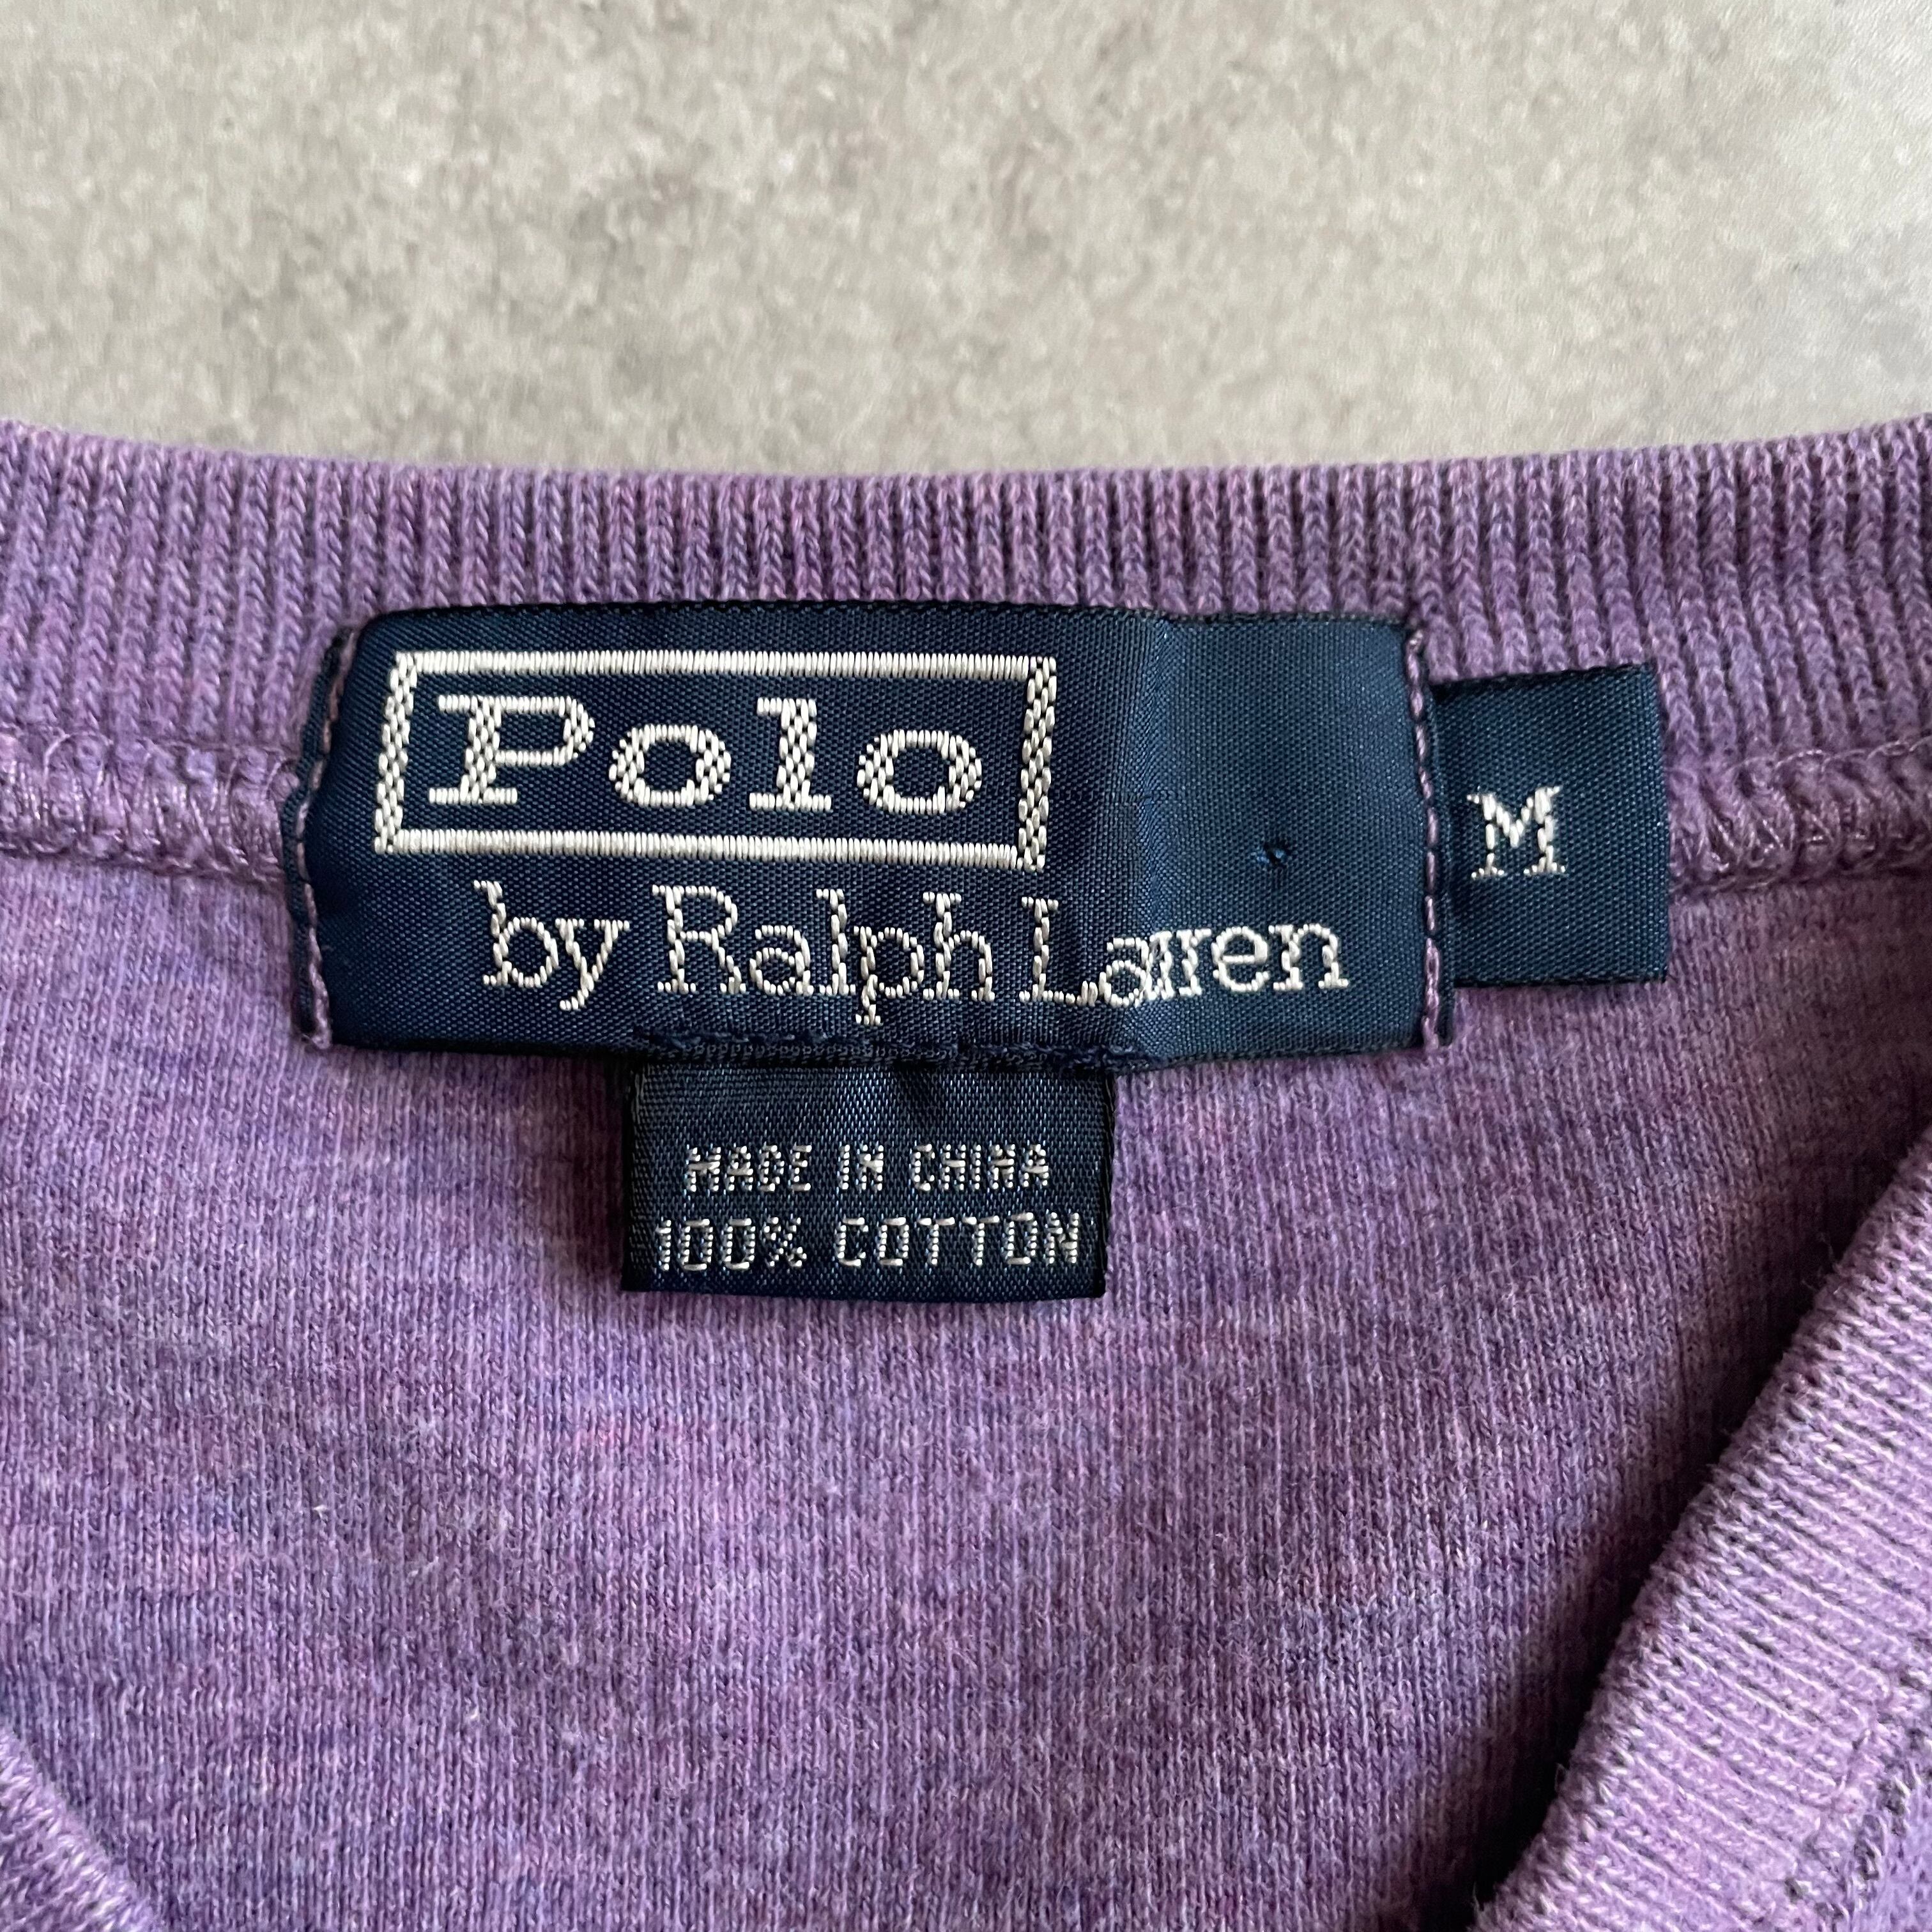 Polo
by Ralph Lauren
M
MADE IN CHINA
100% COTTON